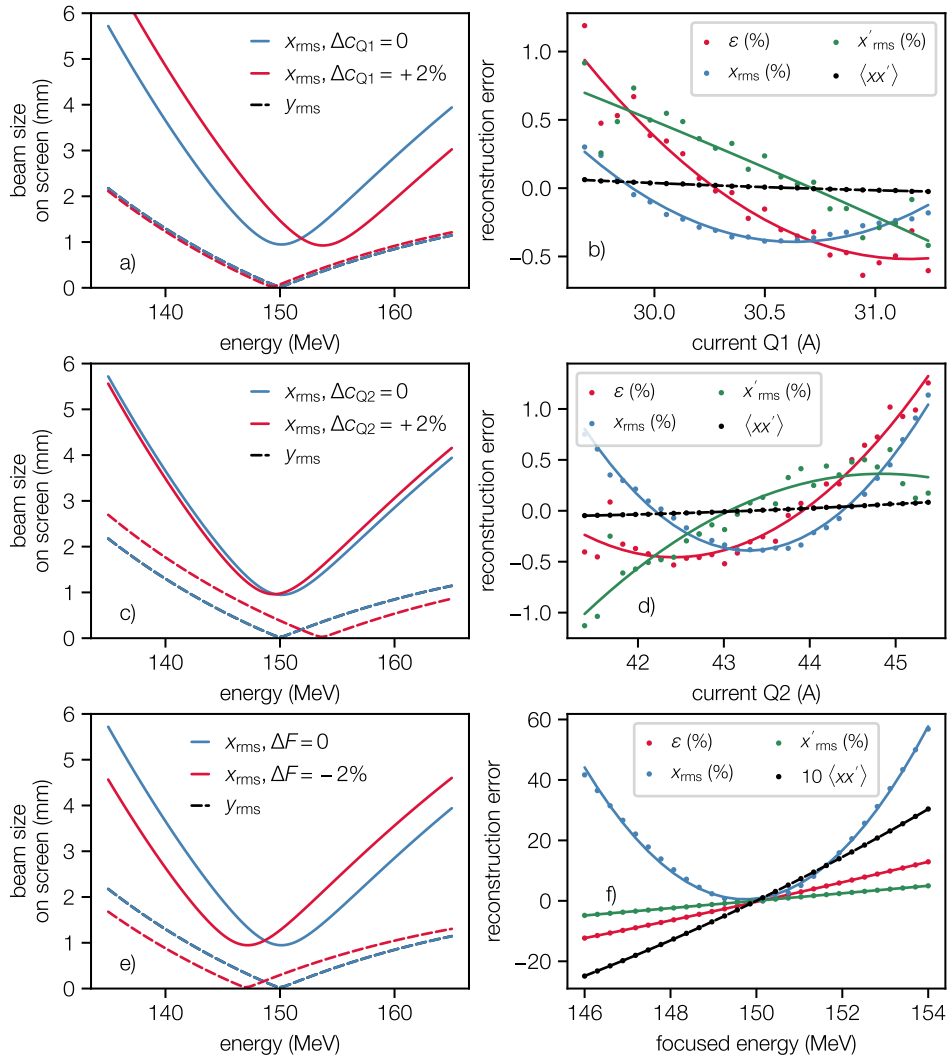 6
5
4
3
2
1
0
beam size
on screen (mm)
x_rms, Δc_Q1 = 0
x_rms, Δc_Q1 = +2%
y_rms
a)
140 150 160
energy (MeV)
1.0
0.5
0.0
−0.5
reconstruction error
ε (%) x′_rms (%)
x_rms (%) ⟨xx′⟩
b)
30.0 30.5 31.0
current Q1 (A)
6
5
4
3
2
1
0
beam size
on screen (mm)
x_rms, Δc_Q2 = 0
x_rms, Δc_Q2 = +2%
y_rms
c)
140 150 160
energy (MeV)
1.0
0.5
0.0
−0.5
−1.0
reconstruction error
ε (%) x′_rms (%)
x_rms (%) ⟨xx′⟩
d)
42 43 44 45
current Q2 (A)
6
5
4
3
2
1
0
beam size
on screen (mm)
x_rms, ΔF = 0
x_rms, ΔF = −2%
y_rms
e)
140 150 160
energy (MeV)
60
40
20
0
−20
reconstruction error
ε (%) x′_rms (%)
x_rms (%) 10 ⟨xx′⟩
f)
146 148 150 152 154
focused energy (MeV)